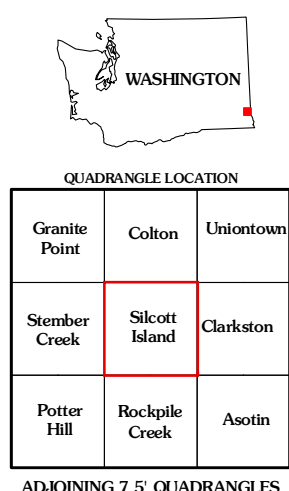 WASHINGTON
QUADRANGLE LOCATION
Granite
Point
Colton
Uniontown
Stember
Creek
Silcott
Island
Clarkston
Potter
Hill
Rockpile
Creek
Asotin
ADJOINING 7.5' QUADRANGLES